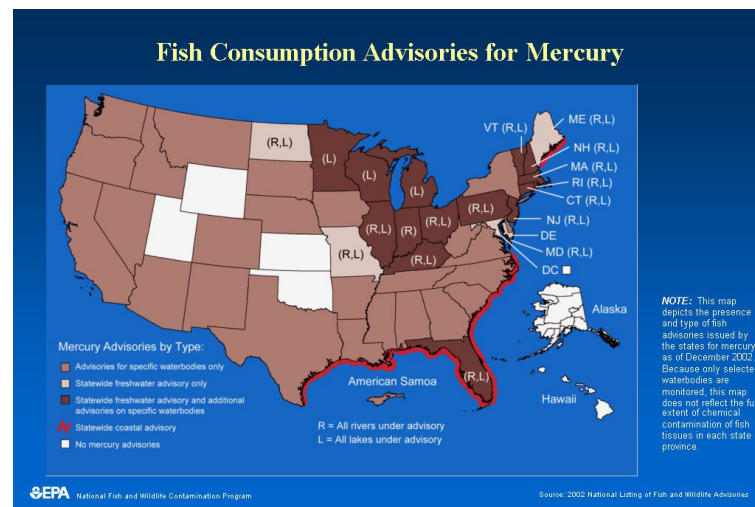 Fish Consumption Advisories for Mercury
VT (R,L)
ME (R,L)
NH (R,L)
MA (R,L)
RI (R,L)
CT (R,L)
NJ (R,L)
DE
MD (R,L)
DC
(R,L)
(L)
(L)
(L)
(R,L)
(R)
(R,L)
(R,L)
(R,L)
(R,L)
(R,L)
Alaska
Hawaii
American Samoa
Mercury Advisories by Type:
Advisories for specific waterbodies only
Statewide freshwater advisory only
Statewide freshwater advisory and additional
advisories on specific waterbodies
Statewide coastal advisory
No mercury advisories
R = All rivers under advisory
L = All lakes under advisory
NOTE: This map
depicts the presence
and type of fish
advisories issued by
the states for mercury
as of December 2002.
Because only selecte
waterbodies are
monitored, this map
does not reflect the fu
extent of chemical
contamination of fish
tissues in each state
province.
EPA National Fish and Wildlife Contamination Program
Source: 2002 National Listing of Fish and Wildlife Advisories